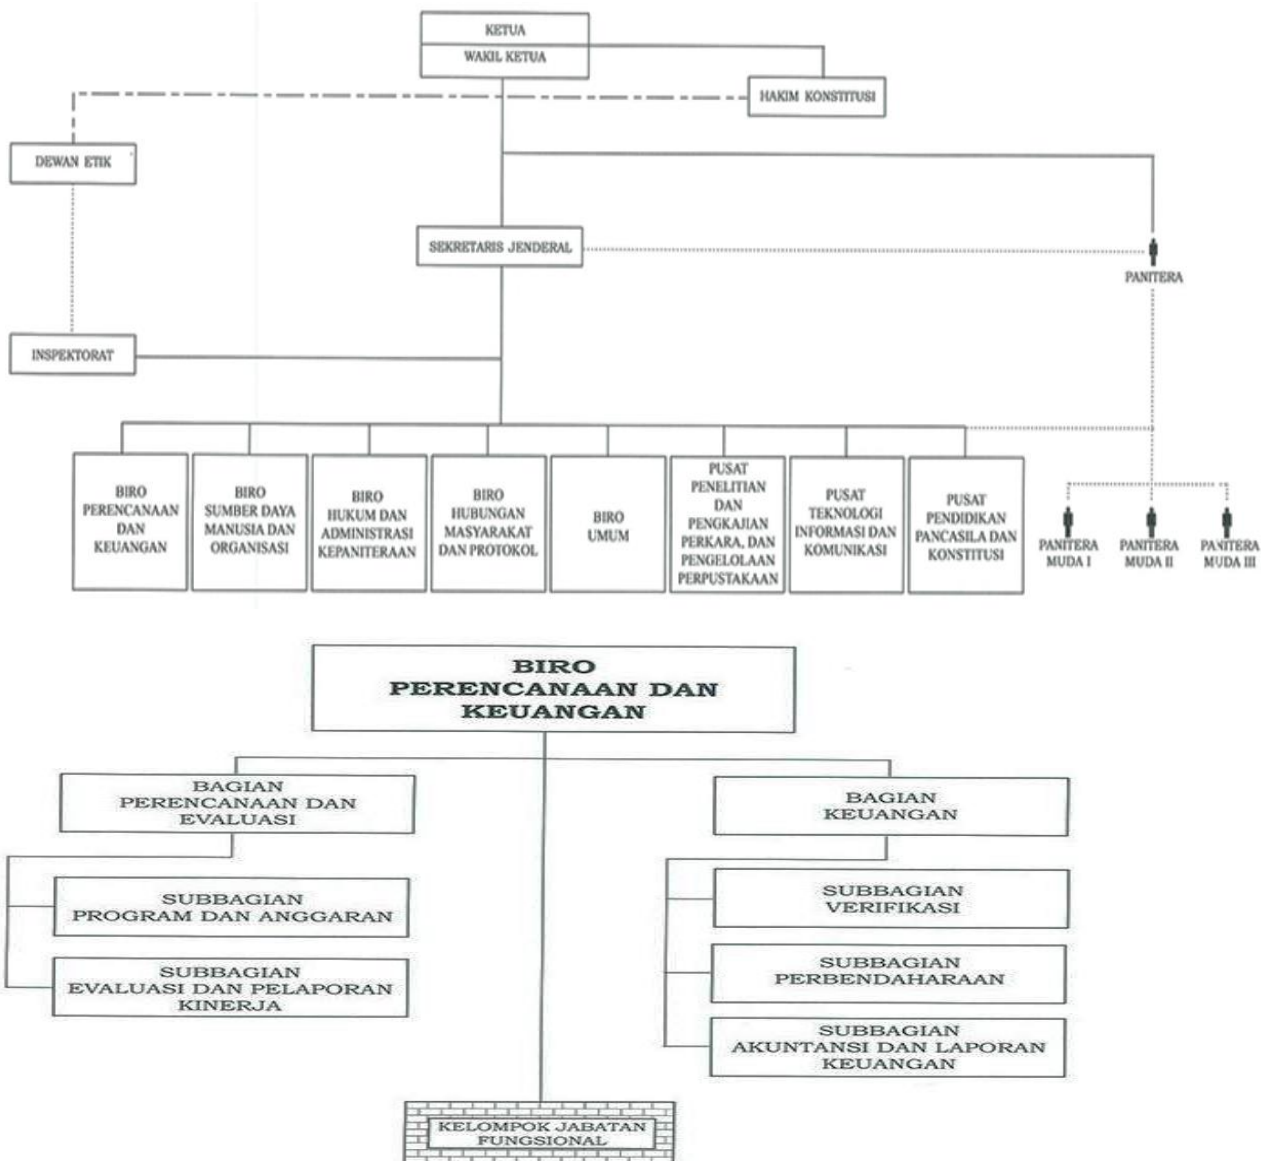 KETUA
WAKIL KETUA
HAKIM KONSTITUSI
DEWAN ETIK
SEKRETARIS JENDERAL
PANITERA
INSPEKTORAT
BIRO
PERENCANAAN
DAN
KEUANGAN
BIRO
SUMBER DAYA
MANUSIA DAN
ORGANISASI
BIRO
HUKUM DAN
ADMINISTRASI
KEPANITERAAN
BIRO
HUBUNGAN
MASYARAKAT
DAN PROTOKOL
BIRO
UMUM
PUSAT
PENELITIAN
DAN
PENGKAJIAN
PERKARA, DAN
PENGELOLAAN
PERPUSTAKAAN
PUSAT
TEKNOLOGI
INFORMASI DAN
KOMUNIKASI
PUSAT
PENDIDIKAN
PANCASILA DAN
KONSTITUSI
PANITERA
MUDA I
PANITERA
MUDA II
PANITERA
MUDA III
BIRO
PERENCANAAN DAN
KEUANGAN
BAGIAN
PERENCANAAN DAN
EVALUASI
SUBBAGIAN
PROGRAM DAN ANGGARAN
SUBBAGIAN
EVALUASI DAN PELAPORAN
KINERJA
BAGIAN
KEUANGAN
SUBBAGIAN
VERIFIKASI
SUBBAGIAN
PERBENDAHARAAN
SUBBAGIAN
AKUNTANSI DAN LAPORAN
KEUANGAN
KELOMPOK JABATAN
FUNGSIONAL